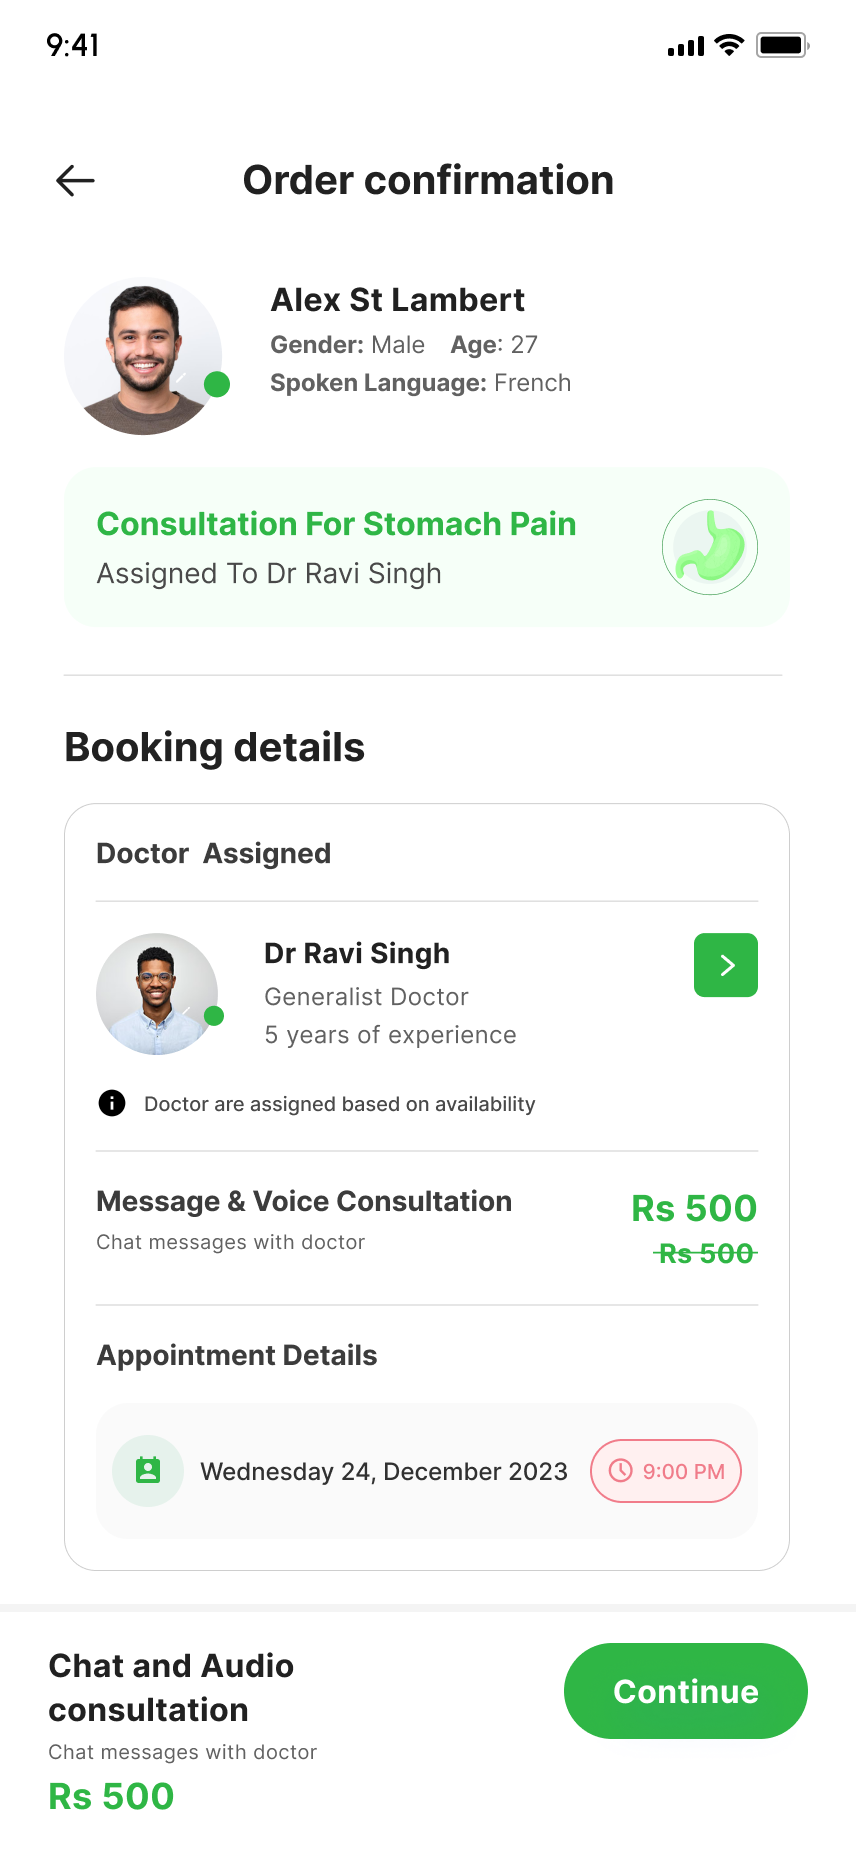 9:41
Order confirmation
Alex St Lambert
Gender: Male Age: 27
Spoken Language: French
Consultation For Stomach Pain
Assigned To Dr Ravi Singh
Booking details
Doctor Assigned
Dr Ravi Singh
Generalist Doctor
5 years of experience
Doctor are assigned based on availability
Message & Voice Consultation
Rs 500
Chat messages with doctor
Rs 500
Appointment Details
Wednesday 24, December 2023
9:00 PM
Chat and Audio
consultation
Chat messages with doctor
Rs 500
Continue